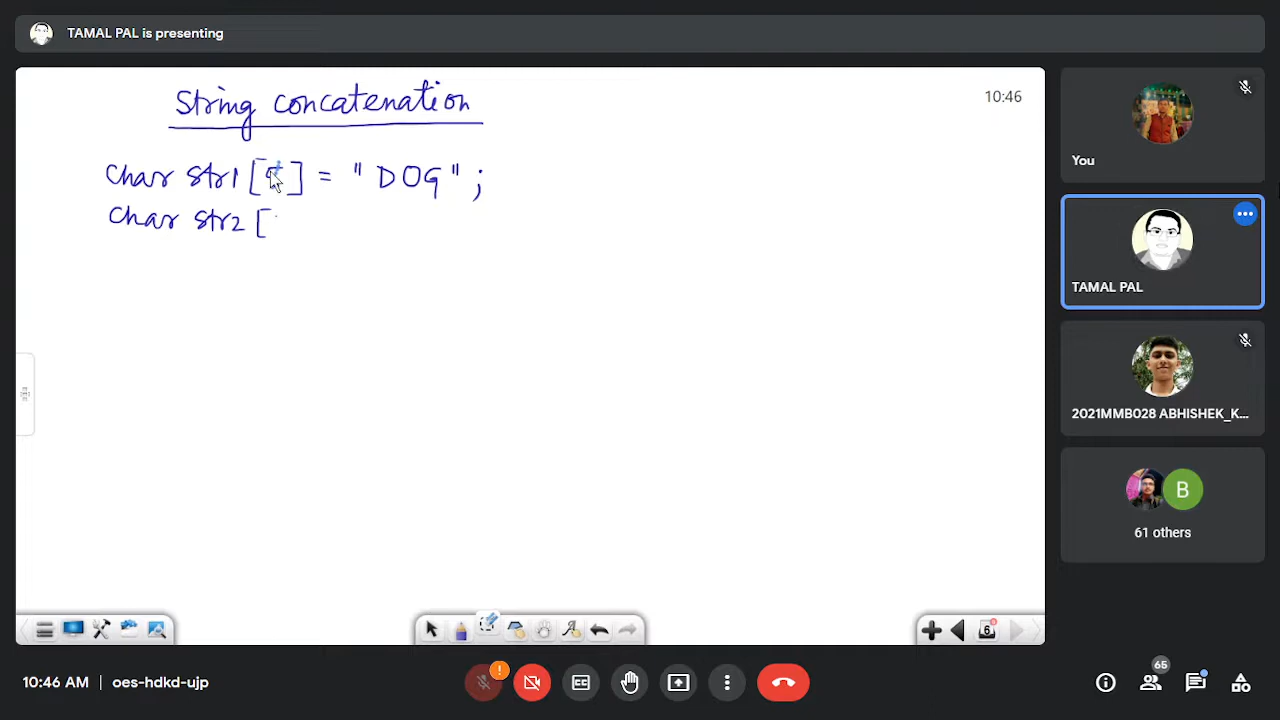 TAMAL PAL is presenting
String concatenation
10:46
char str1 [ ] = " DOG " ;
char str2 [
You
TAMAL PAL
2021MMB028 ABHISHEK_K...
B
61 others
6
10:46 AM | oes-hdkd-ujp
65